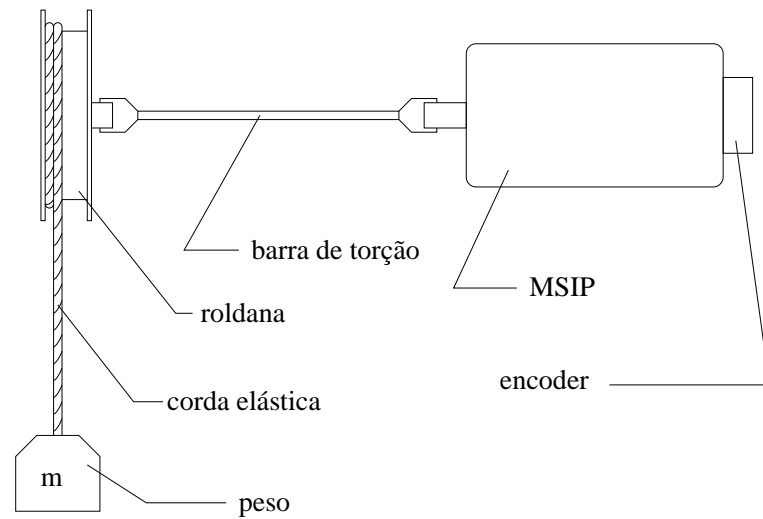 barra de torção
MSIP
roldana
encoder
corda elástica
m
peso